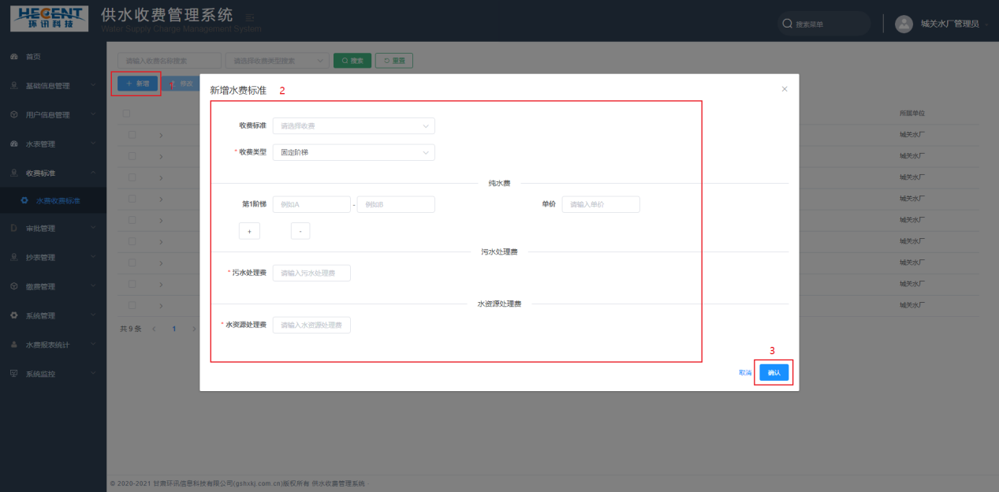 HECENT
环讯科技
供水收费管理系统
Water Supply Charge Management System
搜索菜单
城关水厂管理员
首页
基础信息管理
用户信息管理
水表管理
收费标准
水费收费标准
审批管理
抄表管理
缴费管理
系统管理
水费报表统计
系统监控
请输入收费名称搜索
请选择收费类型搜索
搜索
重置
+ 新增
1
修改
所属单位
城关水厂
城关水厂
城关水厂
城关水厂
城关水厂
城关水厂
城关水厂
城关水厂
城关水厂
共 9 条 < 1 >
新增水费标准 2
×
收费标准 请选择收费
* 收费类型 固定阶梯
纯水费
第1阶梯 例如A - 例如B 单价 请输入单价
+ -
污水处理费
* 污水处理费 请输入污水处理费
水资源处理费
* 水资源处理费 请输入水资源处理费
3
取消 确认
© 2020-2021 甘肃环讯信息科技有限公司(gshxkj.com.cn)版权所有 供水收费管理系统